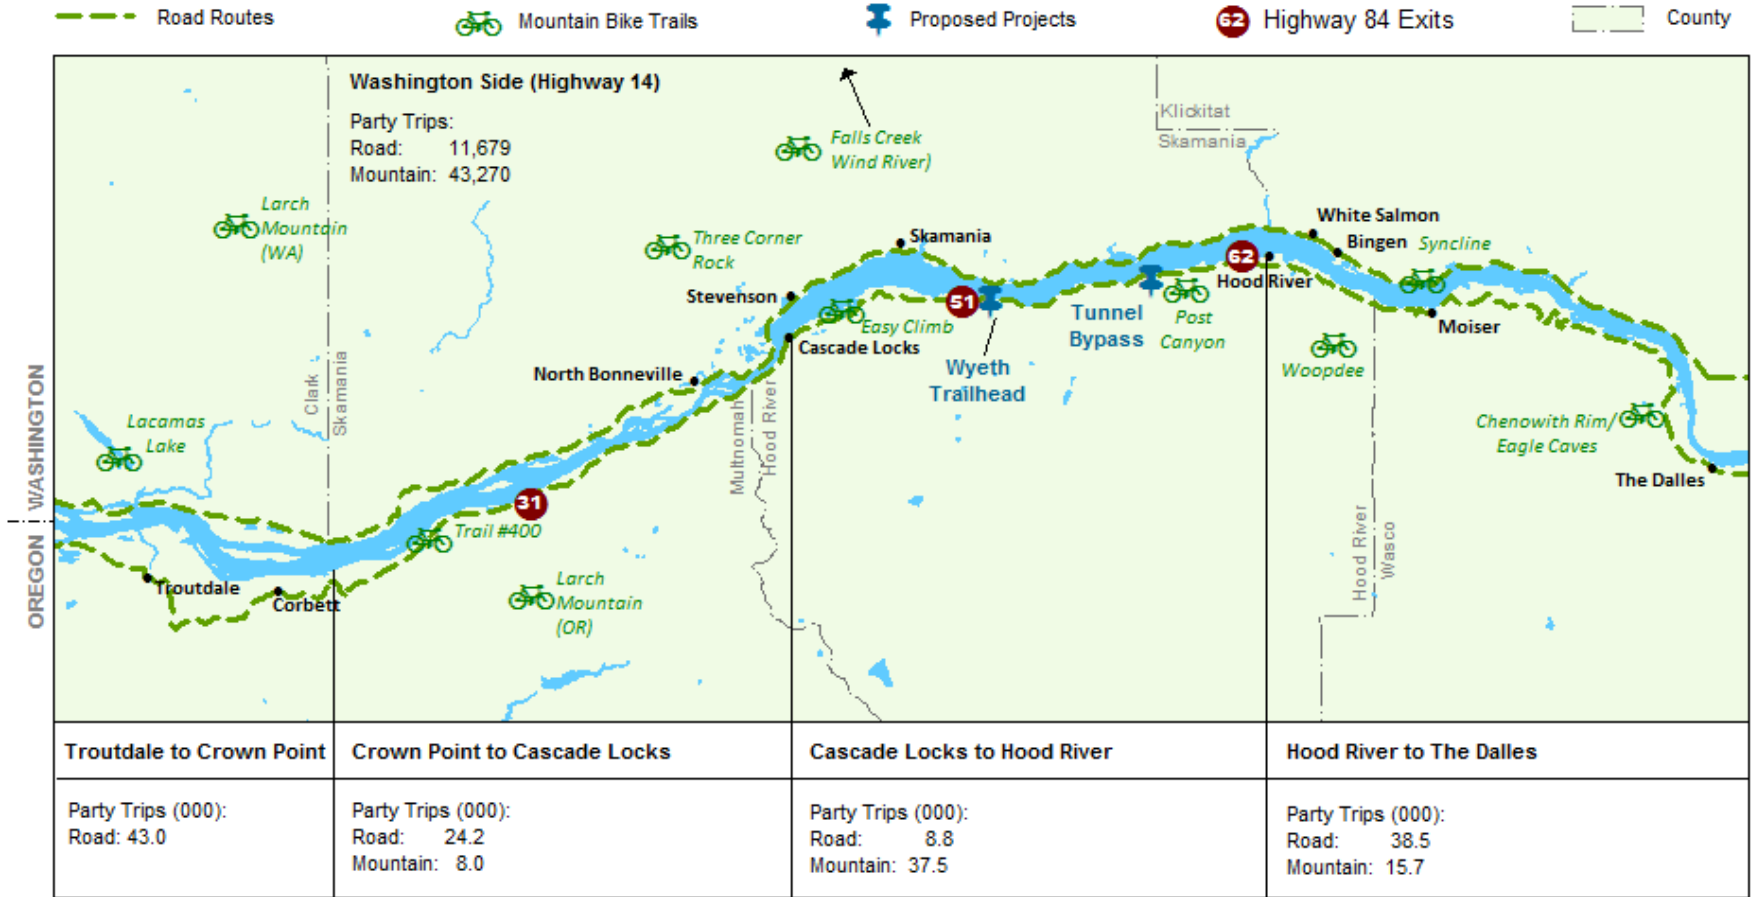 Road Routes
Mountain Bike Trails
Proposed Projects
62
Highway 84 Exits
County
Washington Side (Highway 14)
Party Trips:
Road: 11,679
Mountain: 43,270
Falls Creek
Wind River)
Klickitat
Skamania
Larch
Mountain
(WA)
Three Corner
Rock
Skamania
White Salmon
Bingen
Syncline
62
Hood River
Stevenson
51
Easy Climb
Tunnel
Bypass
Post
Canyon
Moiser
Cascade Locks
Wyeth
Trailhead
Woopdee
North Bonneville
Clark
Skamania
Multnomah
Hood River
Lacamas
Lake
Chenowith Rim/
Eagle Caves
The Dalles
OREGON WASHINGTON
31
Trail #400
Hood River
Wasco
Troutdale
Corbett
Larch
Mountain
(OR)
Troutdale to Crown Point
Crown Point to Cascade Locks
Cascade Locks to Hood River
Hood River to The Dalles
Party Trips (000):
Road: 43.0
Party Trips (000):
Road: 24.2
Mountain: 8.0
Party Trips (000):
Road: 8.8
Mountain: 37.5
Party Trips (000):
Road: 38.5
Mountain: 15.7